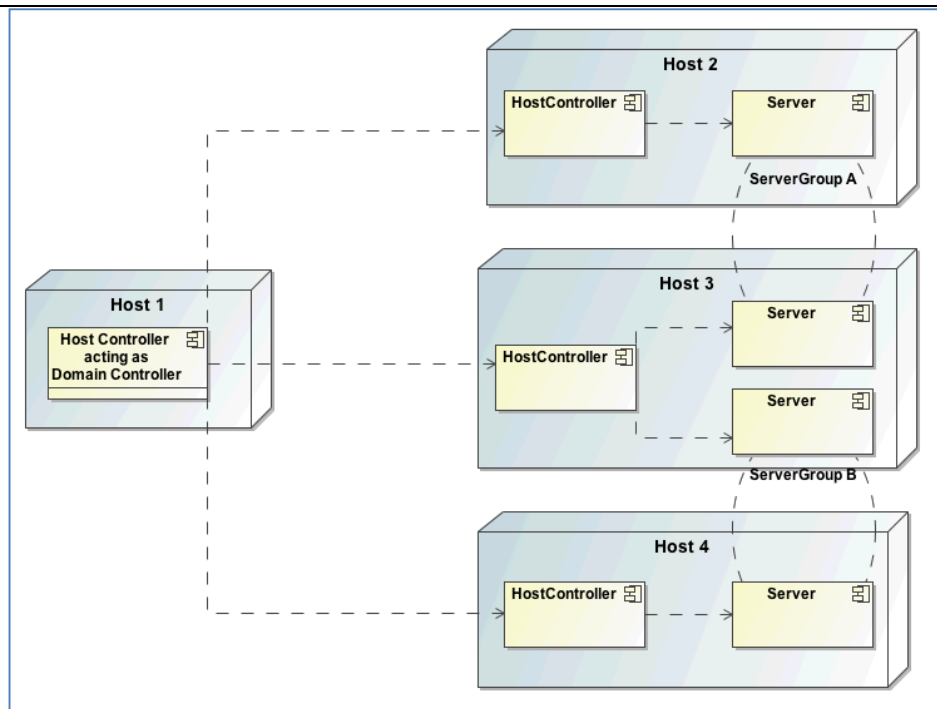 Host 2
HostController
Server
ServerGroup A
Host 1
Host Controller
acting as
Domain Controller
Host 3
HostController
Server
Server
ServerGroup B
Host 4
HostController
Server